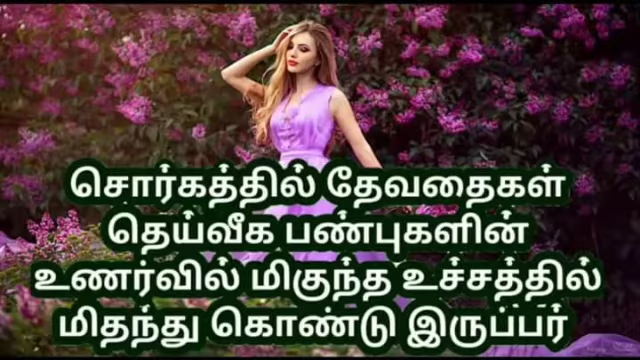 சொர்கத்தில் தேவதைகள்
தெய்வீக பண்புகளின்
உணர்வில் மிகுந்த உச்சத்தில்
மிதந்து கொண்டு இருப்பர்